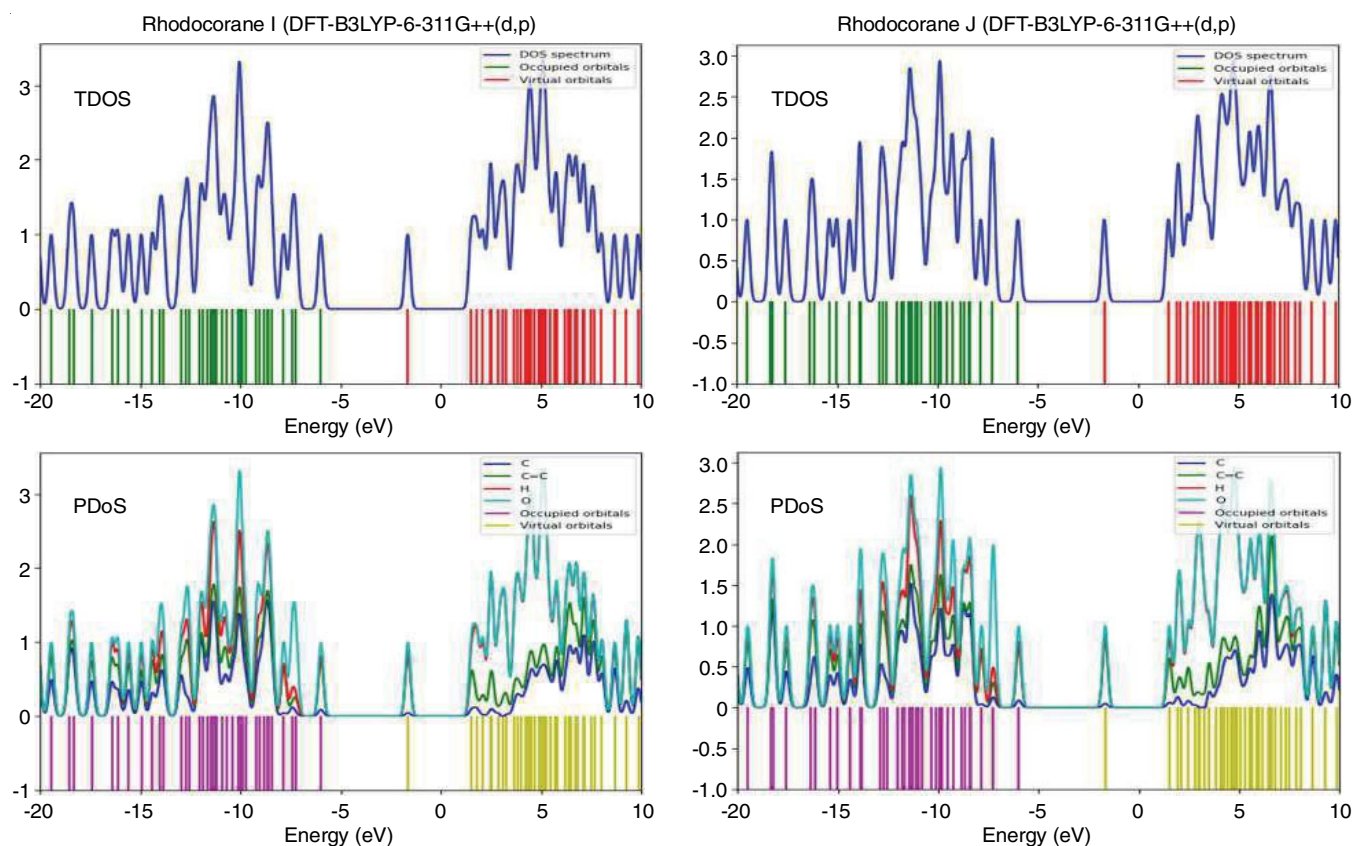 Rhodocorane I (DFT-B3LYP-6-311G++(d,p)
DOS spectrum
Occupied orbitals
Virtual orbitals
TDOS
3
2
1
0
-1
-20 -15 -10 -5 0 5 10
Energy (eV)
Rhodocorane J (DFT-B3LYP-6-311G++(d,p)
DOS spectrum
Occupied orbitals
Virtual orbitals
TDOS
3.0
2.5
2.0
1.5
1.0
0.5
0
-0.5
-1.0
-20 -15 -10 -5 0 5 10
Energy (eV)
C
C=C
H
O
Occupied orbitals
Virtual orbitals
PDoS
3
2
1
0
-1
-20 -15 -10 -5 0 5 10
Energy (eV)
C
C=C
H
O
Occupied orbitals
Virtual orbitals
PDoS
3.0
2.5
2.0
1.5
1.0
0.5
0
-0.5
-1.0
-20 -15 -10 -5 0 5 10
Energy (eV)